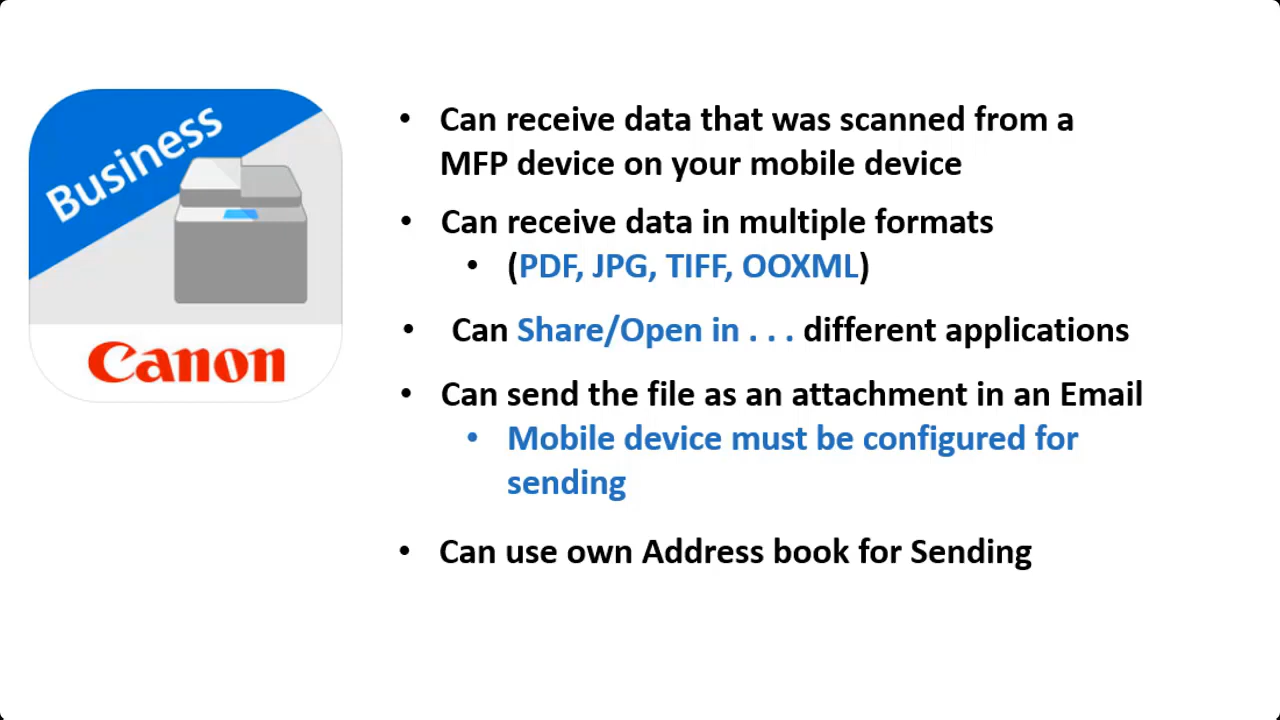 Business
Canon
• Can receive data that was scanned from a
MFP device on your mobile device
• Can receive data in multiple formats
• (PDF, JPG, TIFF, OOXML)
• Can Share/Open in . . . different applications
• Can send the file as an attachment in an Email
• Mobile device must be configured for
sending
• Can use own Address book for Sending